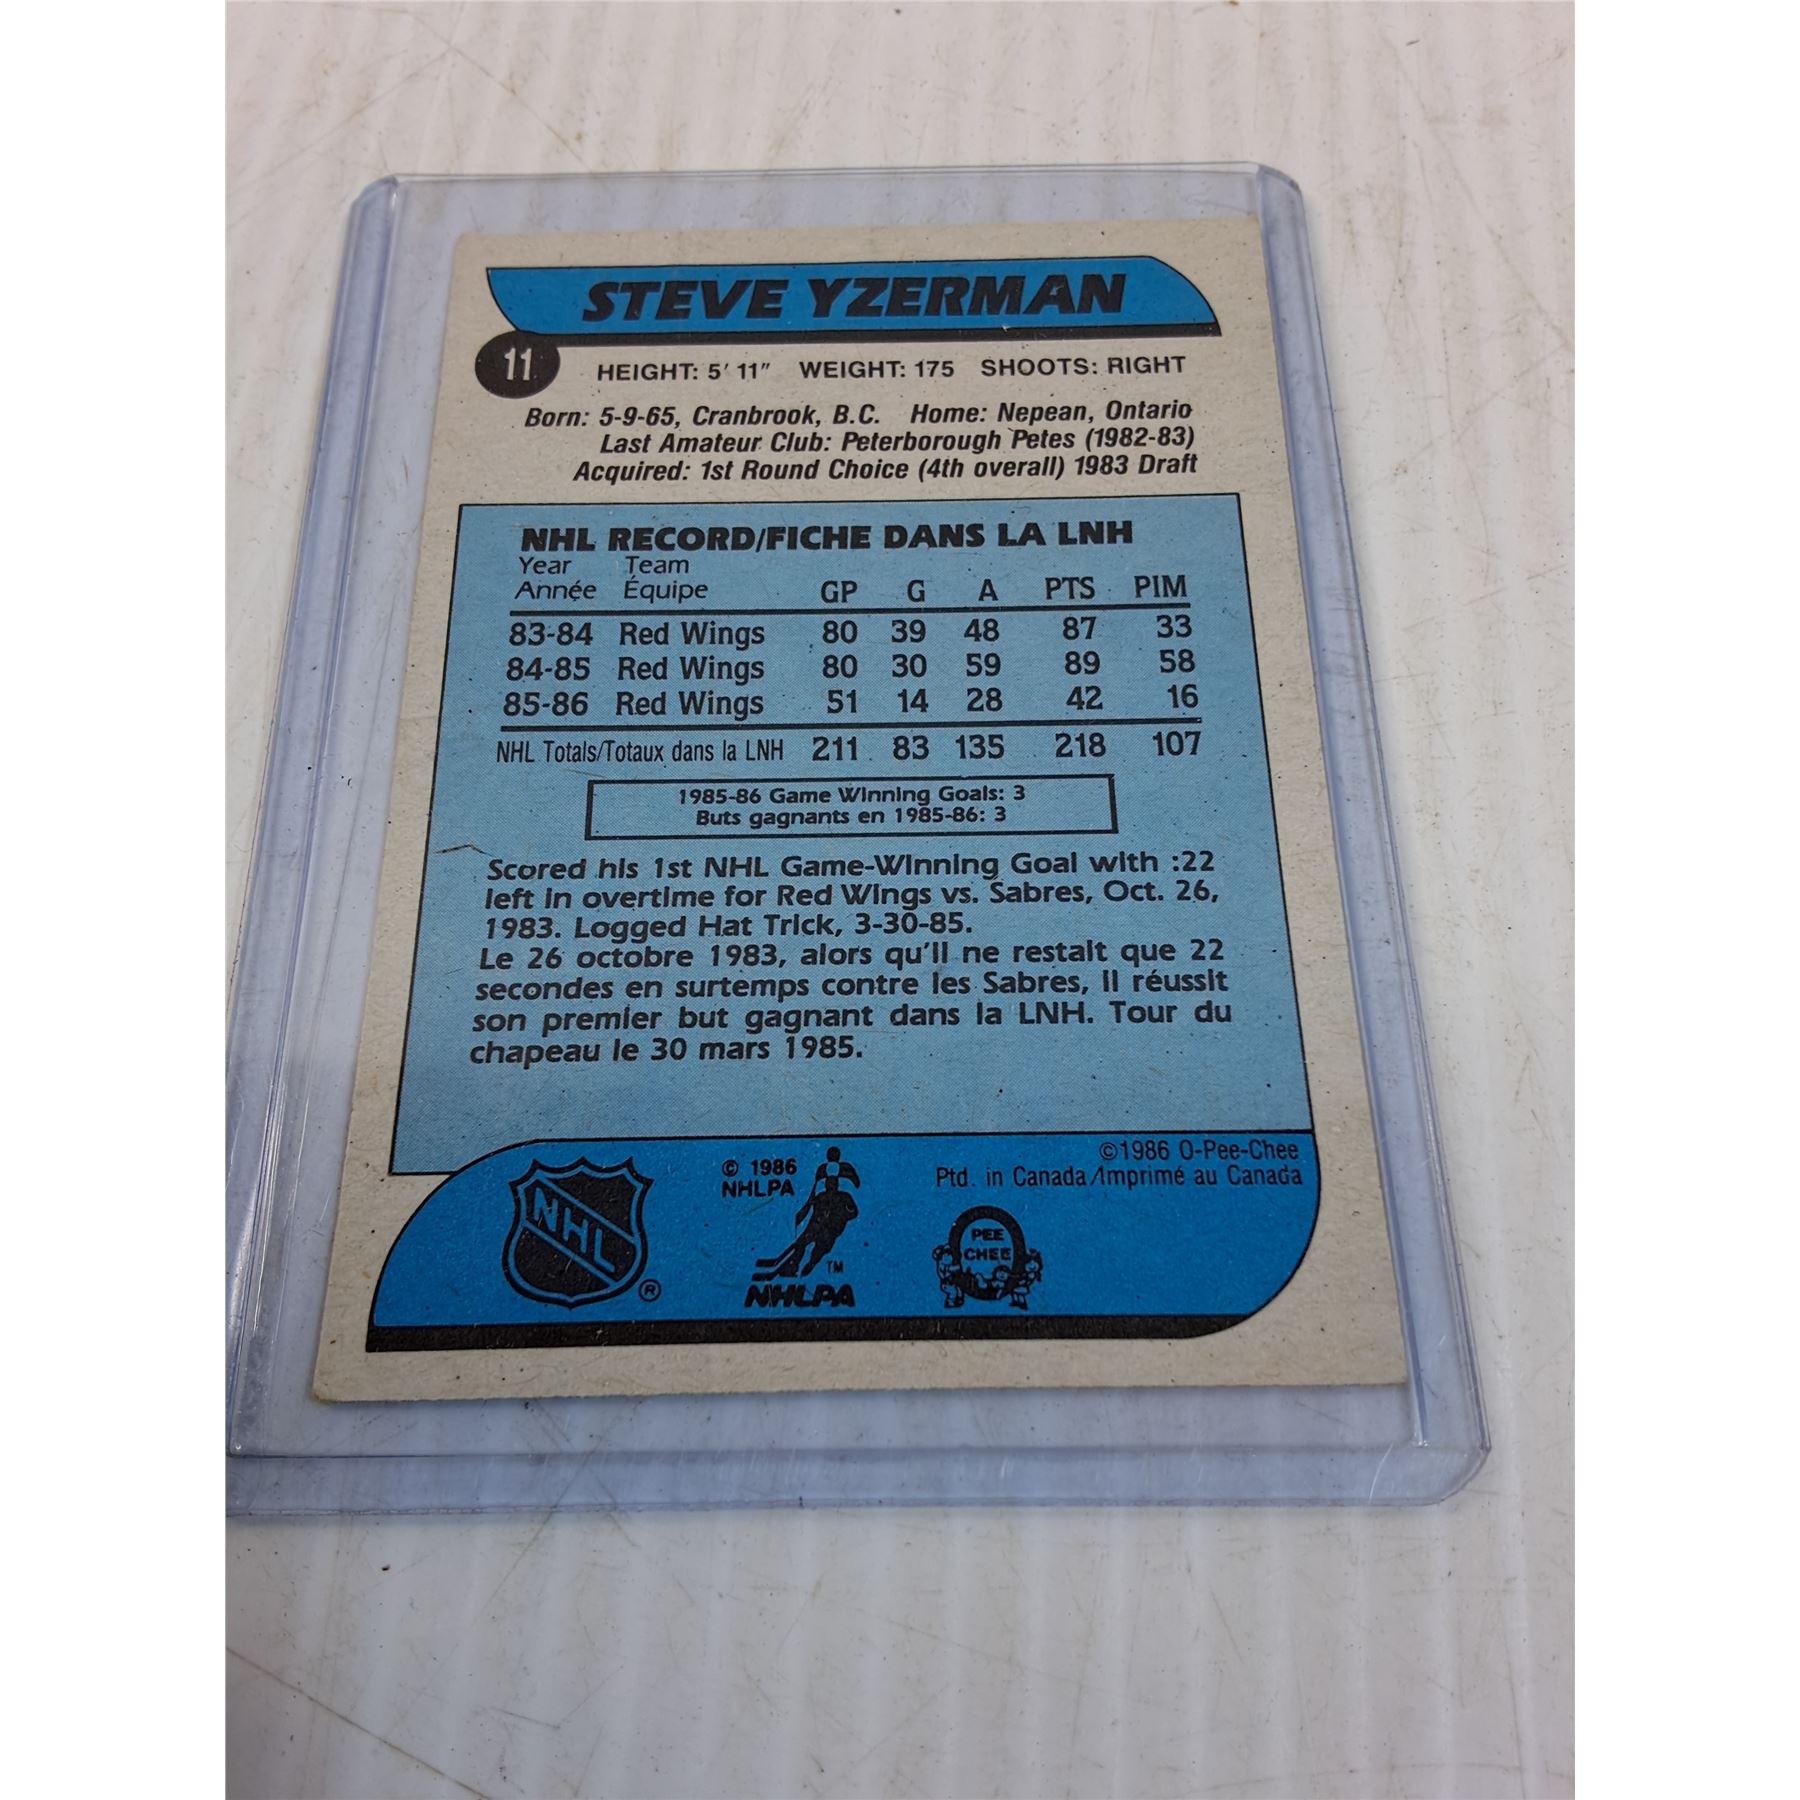 STEVE YZERMAN
11 HEIGHT: 5' 11" WEIGHT: 175 SHOOTS: RIGHT
Born: 5-9-65, Cranbrook, B.C. Home: Nepean, Ontario
Last Amateur Club: Peterborough Petes (1982-83)
Acquired: 1st Round Choice (4th overall) 1983 Draft
NHL RECORD/FICHE DANS LA LNH
Year Team
Année Équipe GP G A PTS PIM
83-84 Red Wings 80 39 48 87 33
84-85 Red Wings 80 30 59 89 58
85-86 Red Wings 51 14 28 42 16
NHL Totals/Totaux dans la LNH 211 83 135 218 107
1985-86 Game Winning Goals: 3
Buts gagnants en 1985-86: 3
Scored his 1st NHL Game-Winning Goal with :22
left in overtime for Red Wings vs. Sabres, Oct. 26,
1983. Logged Hat Trick, 3-30-85.
Le 26 octobre 1983, alors qu'il ne restait que 22
secondes en surtemps contre les Sabres, il réussit
son premier but gagnant dans la LNH. Tour du
chapeau le 30 mars 1985.
©1986 O-Pee-Chee
Ptd. in Canada/Imprimé au Canada
© 1986
NHLPA
NHL ®
TM
NHLPA
PEE
CHEE